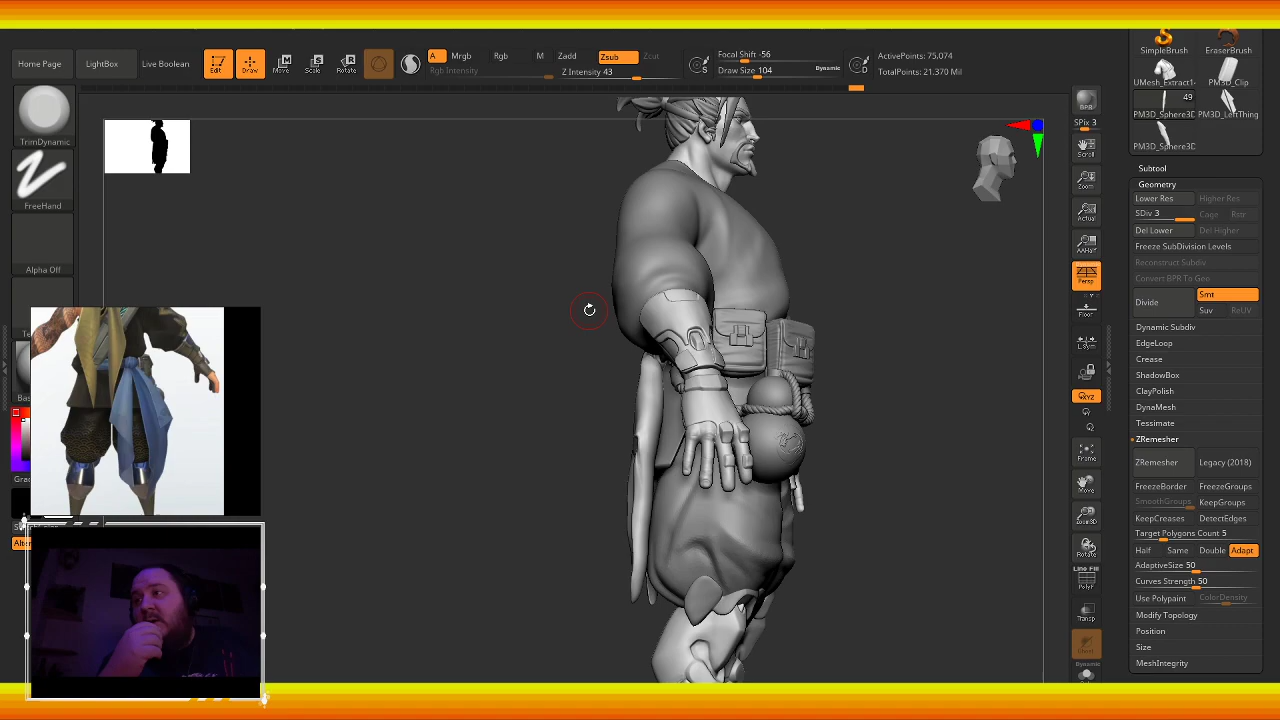 Home Page
LightBox
Live Boolean
Edit
Draw
Move
Scale
Rotate
A
Mrgb
Rgb
M
Zadd
Zsub
Zcut
Rgb Intensity
Z Intensity 43
S
Focal Shift -56
Draw Size 104
Dynamic
D
ActivePoints: 75,074
TotalPoints: 21.370 Mil
TrimDynamic
FreeHand
Alpha Off
BPR
SPix 3
Scroll
Zoom
Actual
AAHalf
Persp
Floor
L.Sym
XYZ
Frame
Move
Zoom3D
Rotate
Line Fill
PolyF
Transp
Dynamic
SimpleBrush
EraserBrush
UMesh_Extract1-
PM3D_Clip
49
PM3D_Sphere3D
PM3D_LeftThing
PM3D_Sphere3D
Subtool
Geometry
Lower Res
Higher Res
SDiv 3
Cage
Rstr
Del Lower
Del Higher
Freeze SubDivision Levels
Reconstruct Subdiv
Convert BPR To Geo
Divide
Smt
Suv
ReUV
Dynamic Subdiv
EdgeLoop
Crease
ShadowBox
ClayPolish
DynaMesh
Tessimate
ZRemesher
ZRemesher
Legacy (2018)
FreezeBorder
FreezeGroups
SmoothGroups
KeepGroups
KeepCreases
DetectEdges
Target Polygons Count 5
Half
Same
Double
Adapt
AdaptiveSize 50
Curves Strength 50
Use Polypaint
ColorDensity
Modify Topology
Position
Size
MeshIntegrity